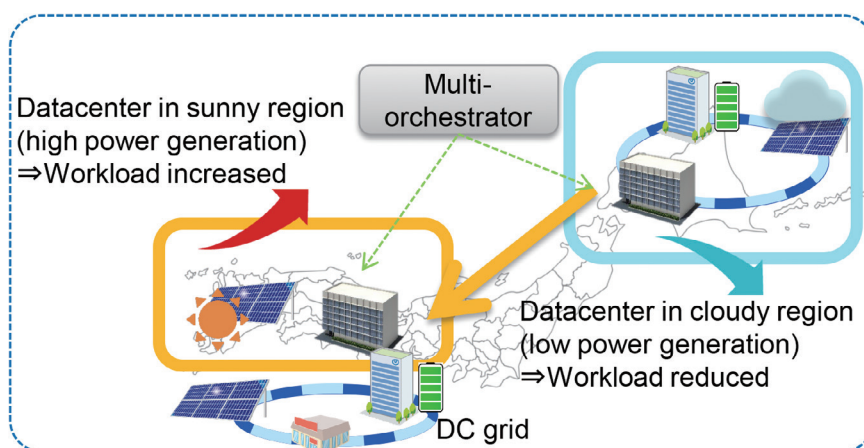 Multi-
orchestrator
Datacenter in sunny region
(high power generation)
⇒Workload increased
Datacenter in cloudy region
(low power generation)
⇒Workload reduced
DC grid